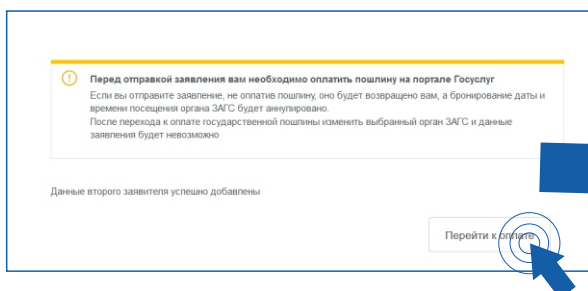 Перед отправкой заявления вам необходимо оплатить пошлину на портале Госуслуг
Если вы отправите заявление, не оплатив пошлину, оно будет возвращено вам, а бронирование даты и
времени посещения органа ЗАГС будет аннулировано.
После перехода к оплате государственной пошлины изменить выбранный орган ЗАГС и данные
заявления будет невозможно
Данные второго заявителя успешно добавлены
Перейти к оплате